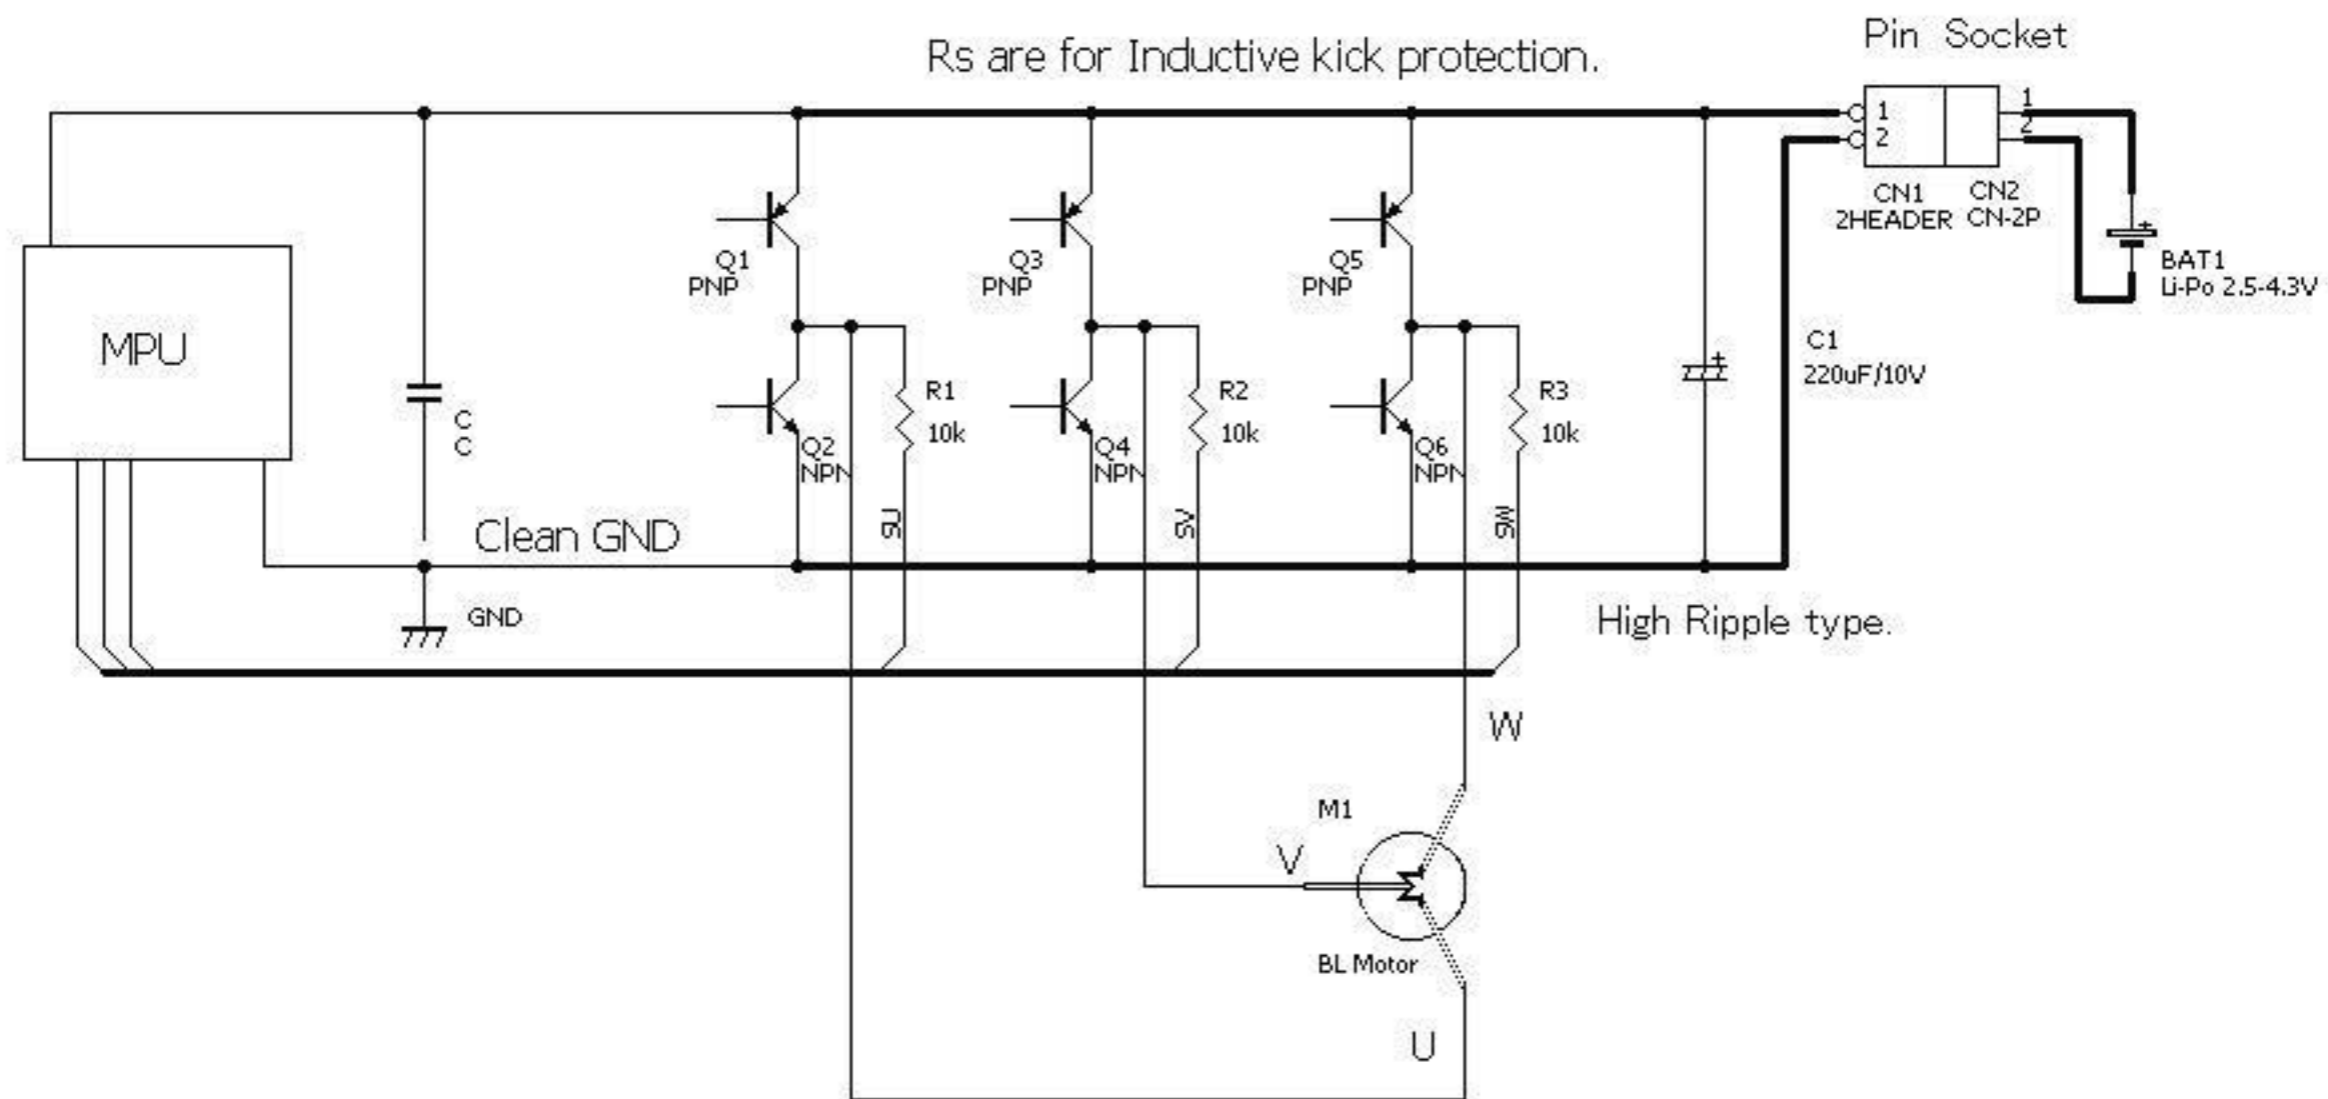 Rs are for Inductive kick protection.
Pin Socket
1
2
1
2
CN1
2HEADER
CN2
CN-2P
BAT1
Li-Po 2.5-4.3V
+
MPU
C
C
Q1
PNP
Q3
PNP
Q5
PNP
Q2
NPN
R1
10k
Q4
NPN
R2
10k
Q6
NPN
R3
10k
+
C1
220uF/10V
SU
SV
SW
Clean GND
GND
High Ripple type.
W
M1
V
BL Motor
U